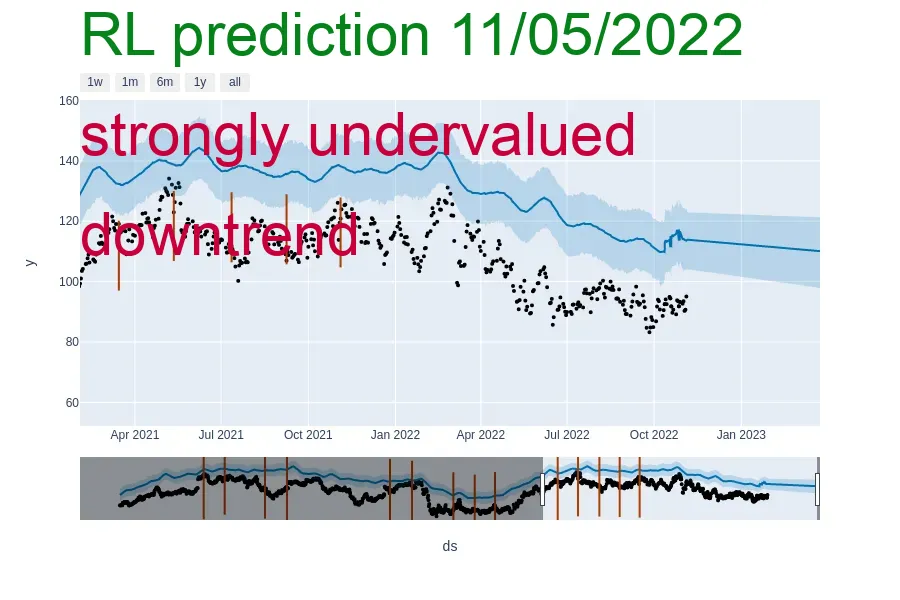 RL prediction 11/05/2022
1w 1m 6m 1y all
strongly undervalued
downtrend
160
140
120
100
80
60
y
Apr 2021 Jul 2021 Oct 2021 Jan 2022 Apr 2022 Jul 2022 Oct 2022 Jan 2023
ds